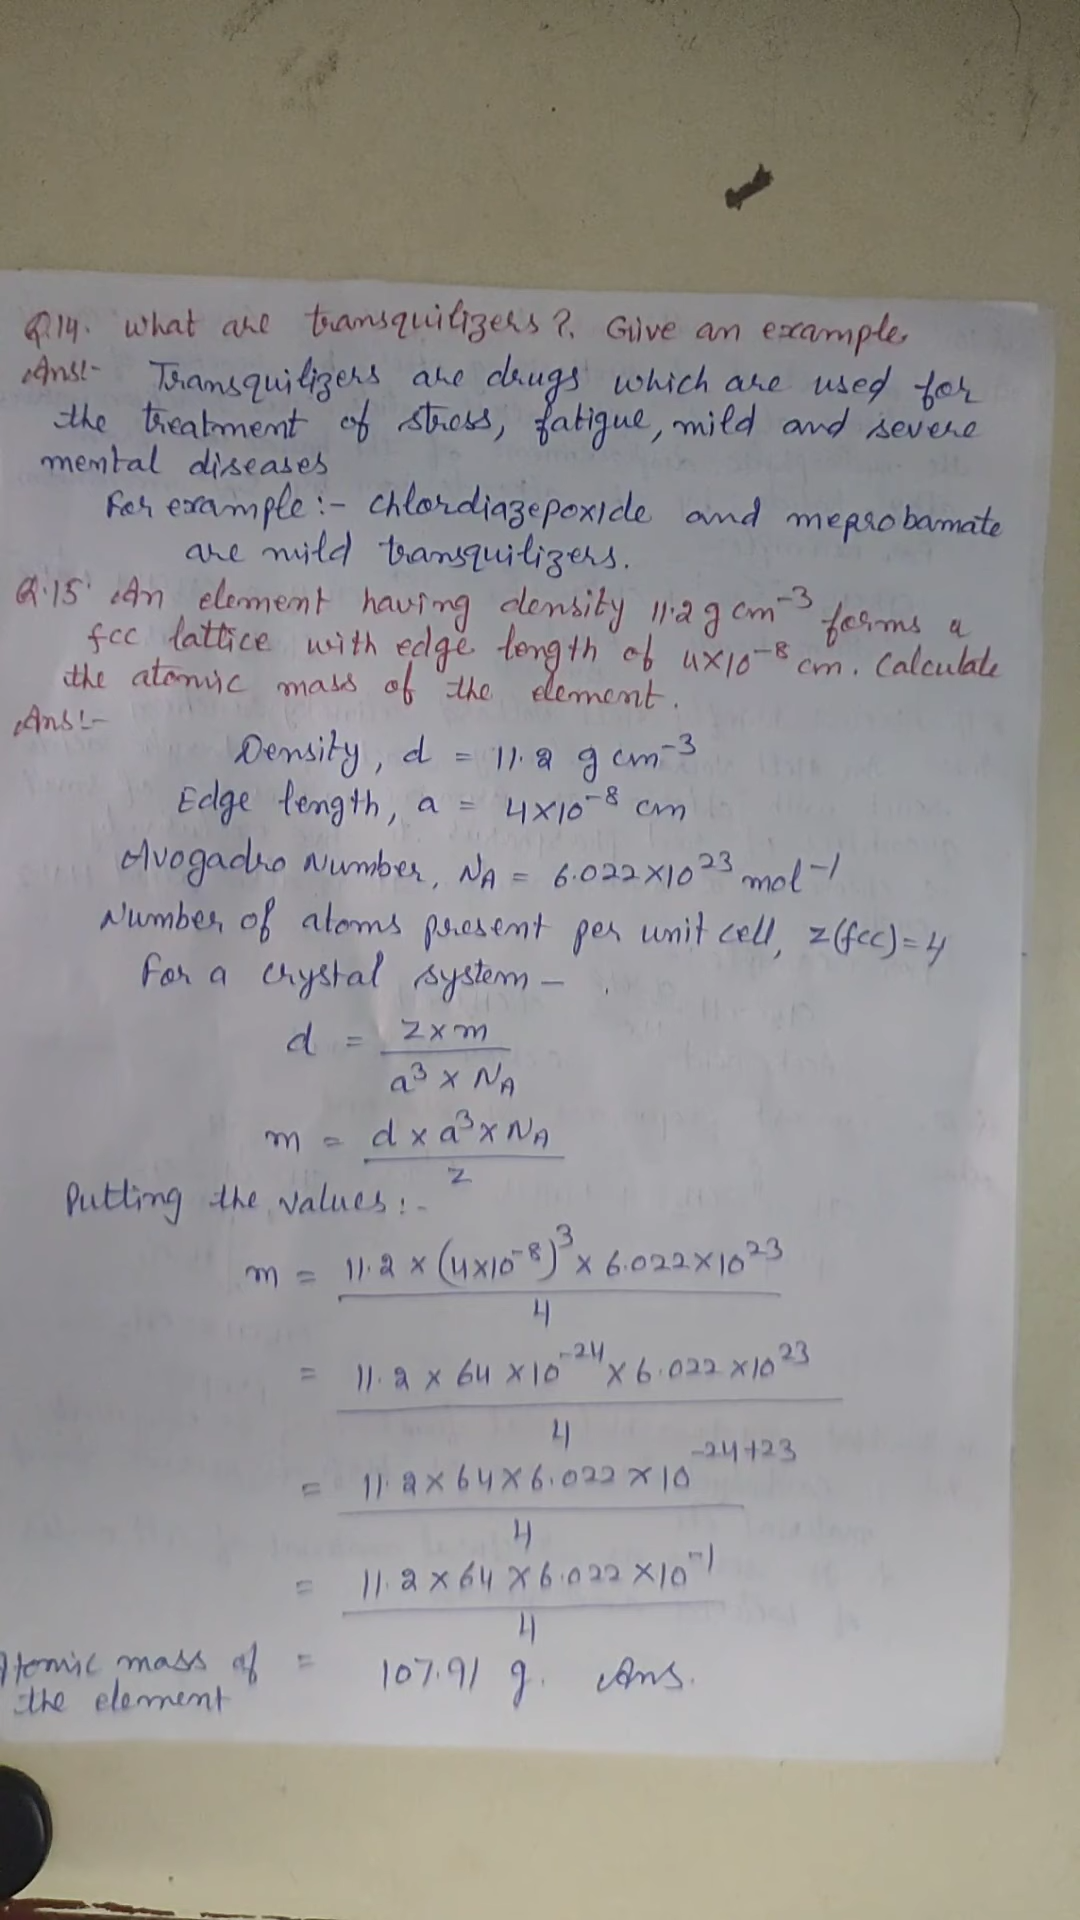 Q.14. What are tranquilizers?. Give an example.
Ans:- Transquilizers are drugs which are used for
the treatment of stress, fatigue, mild and severe
mental diseases
For example:- Chlordiazepoxide and meprobamate
are mild transquilizers.
Q.15. An element having density 11.2 g cm⁻³ forms a
fcc lattice with edge length of 4×10⁻⁸ cm. Calculate
the atomic mass of the element.
Ans:-
Density, d = 11.2 g cm⁻³
Edge length, a = 4×10⁻⁸ cm
Avogadro Number, NA = 6.022×10²³ mol⁻¹
Number of atoms present per unit cell, z(fcc)=4
For a crystal system –
d = z×m
a³ × NA
m = d×a³×NA
z
Putting the values:-
m = 11.2 × (4×10⁻⁸)³ × 6.022×10²³
4
= 11.2 × 64 ×10⁻²⁴ × 6.022 ×10²³
4
= 11.2×64×6.022×10⁻²⁴⁺²³
4
= 11.2×64×6.022×10⁻¹
4
Atomic mass of = 107.91 g. Ans.
the element